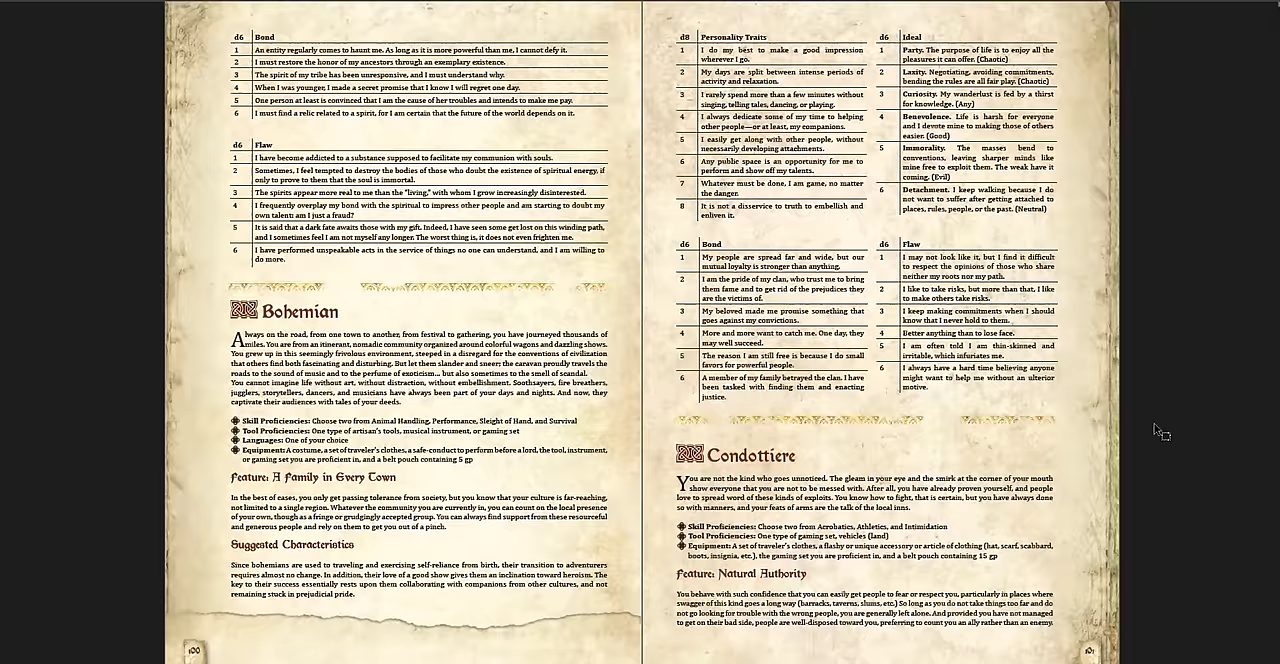 d6 Bond
1 An entity regularly comes to haunt me. As long as it is more powerful than me, I cannot defy it.
2 I must restore the honor of my ancestors through an exemplary existence.
3 The spirit of my tribe has been unresponsive, and I must understand why.
4 When I was younger, I made a secret promise that I know I will regret one day.
5 One person at least is convinced that I am the cause of her troubles and intends to make me pay.
6 I must find a relic related to a spirit, for I am certain that the future of the world depends on it.
d6 Flaw
1 I have become addicted to a substance supposed to facilitate my communion with souls.
2 Sometimes, I feel tempted to destroy the bodies of those who doubt the existence of spiritual energy, if
only to prove to them that the soul is immortal.
3 The spirits appear more real to me than the "living," with whom I grow increasingly disinterested.
4 I frequently overplay my bond with the spiritual to impress other people and am starting to doubt my
own talent: am I just a fraud?
5 It is said that a dark fate awaits those with my gift. Indeed, I have seen some get lost on this winding path,
and I sometimes feel I am not myself any longer. The worst thing is, it does not even frighten me.
6 I have performed unspeakable acts in the service of things no one can understand, and I am willing to
do more.
Bohemian
Always on the road, from one town to another, from festival to gathering, you have journeyed thousands of
miles. You are from an itinerant, nomadic community organized around colorful wagons and dazzling shows.
You grew up in this seemingly frivolous environment, steeped in a disregard for the conventions of civilization
that others find both fascinating and disturbing. But let them slander and sneer; the caravan proudly travels the
roads to the sound of music and to the perfume of exoticism... but also sometimes to the smell of scandal.
You cannot imagine life without art, without distraction, without embellishment. Soothsayers, fire breathers,
jugglers, storytellers, dancers, and musicians have always been part of your days and nights. And now, they
captivate their audiences with tales of your deeds.
Skill Proficiencies: Choose two from Animal Handling, Performance, Sleight of Hand, and Survival
Tool Proficiencies: One type of artisan's tools, musical instrument, or gaming set
Languages: One of your choice
Equipment: A costume, a set of traveler's clothes, a safe-conduct to perform before a lord, the tool, instrument,
or gaming set you are proficient in, and a belt pouch containing 5 gp
Feature: A Family in Every Town
In the best of cases, you only get passing tolerance from society, but you know that your culture is far-reaching,
not limited to a single region. Whatever the community you are currently in, you can count on the local presence
of your own, though as a fringe or grudgingly accepted group. You can always find support from these resourceful
and generous people and rely on them to get you out of a pinch.
Suggested Characteristics
Since bohemians are used to traveling and exercising self-reliance from birth, their transition to adventurers
requires almost no change. In addition, their love of a good show gives them an inclination toward heroism. The
key to their success essentially rests upon them collaborating with companions from other cultures, and not
remaining stuck in prejudicial pride.
100
d8 Personality Traits
1 I do my best to make a good impression
wherever I go.
2 My days are split between intense periods of
activity and relaxation.
3 I rarely spend more than a few minutes without
singing, telling tales, dancing, or playing.
4 I always dedicate some of my time to helping
other people—or at least, my companions.
5 I easily get along with other people, without
necessarily developing attachments.
6 Any public space is an opportunity for me to
perform and show off my talents.
7 Whatever must be done, I am game, no matter
the danger.
8 It is not a disservice to truth to embellish and
enliven it.
d6 Ideal
1 Party. The purpose of life is to enjoy all the
pleasures it can offer. (Chaotic)
2 Laxity. Negotiating, avoiding commitments,
bending the rules are all fair play. (Chaotic)
3 Curiosity. My wanderlust is fed by a thirst
for knowledge. (Any)
4 Benevolence. Life is harsh for everyone
and I devote mine to making those of others
easier. (Good)
5 Immorality. The masses bend to
conventions, leaving sharper minds like
mine free to exploit them. The weak have it
coming. (Evil)
6 Detachment. I keep walking because I do
not want to suffer after getting attached to
places, rules, people, or the past. (Neutral)
d6 Bond
1 My people are spread far and wide, but our
mutual loyalty is stronger than anything.
2 I am the pride of my clan, who trust me to bring
them fame and to get rid of the prejudices they
are the victims of.
3 My beloved made me promise something that
goes against my convictions.
4 More and more want to catch me. One day, they
may well succeed.
5 The reason I am still free is because I do small
favors for powerful people.
6 A member of my family betrayed the clan. I have
been tasked with finding them and enacting
justice.
d6 Flaw
1 I may not look like it, but I find it difficult
to respect the opinions of those who share
neither my roots nor my path.
2 I like to take risks, but more than that, I like
to make others take risks.
3 I keep making commitments when I should
know that I never hold to them.
4 Better anything than to lose face.
5 I am often told I am thin-skinned and
irritable, which infuriates me.
6 I always have a hard time believing anyone
might want to help me without an ulterior
motive.
Condottiere
You are not the kind who goes unnoticed. The gleam in your eye and the smirk at the corner of your mouth
show everyone that you are not to be messed with. After all, you have already proven yourself, and people
love to spread word of these kinds of exploits. You know how to fight, that is certain, but you have always done
so with manners, and your feats of arms are the talk of the local inns.
Skill Proficiencies: Choose two from Acrobatics, Athletics, and Intimidation
Tool Proficiencies: One type of gaming set, vehicles (land)
Equipment: A set of traveler's clothes, a flashy or unique accessory or article of clothing (hat, scarf, scabbard,
boots, insignia, etc.), the gaming set you are proficient in, and a belt pouch containing 15 gp
Feature: Natural Authority
You behave with such confidence that you can easily get people to fear or respect you, particularly in places where
swagger of this kind goes a long way (barracks, taverns, slums, etc.) So long as you do not take things too far and do
not go looking for trouble with the wrong people, you are generally left alone. And provided you have not managed
to get on their bad side, people are well-disposed toward you, preferring to count you an ally rather than an enemy.
101